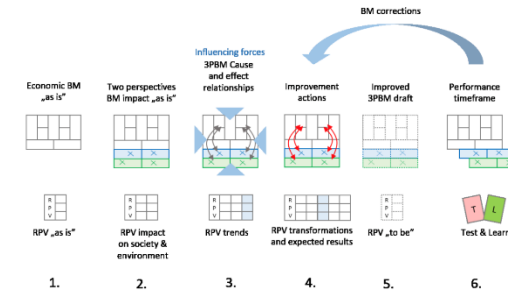 BM corrections
Influencing forces
3PBM Cause
and effect
relationships
Economic BM
„as is"
Two perspectives
BM impact „as is"
Improvement
actions
Improved
3PBM draft
Performance
timeframe
R
P
V
R
P
V
R
P
V
R
P
V
R
P
V
T
L
RPV „as is"
RPV impact
on society &
environment
RPV trends
RPV transformations
and expected results
RPV „to be"
Test & Learn
1.
2.
3.
4.
5.
6.